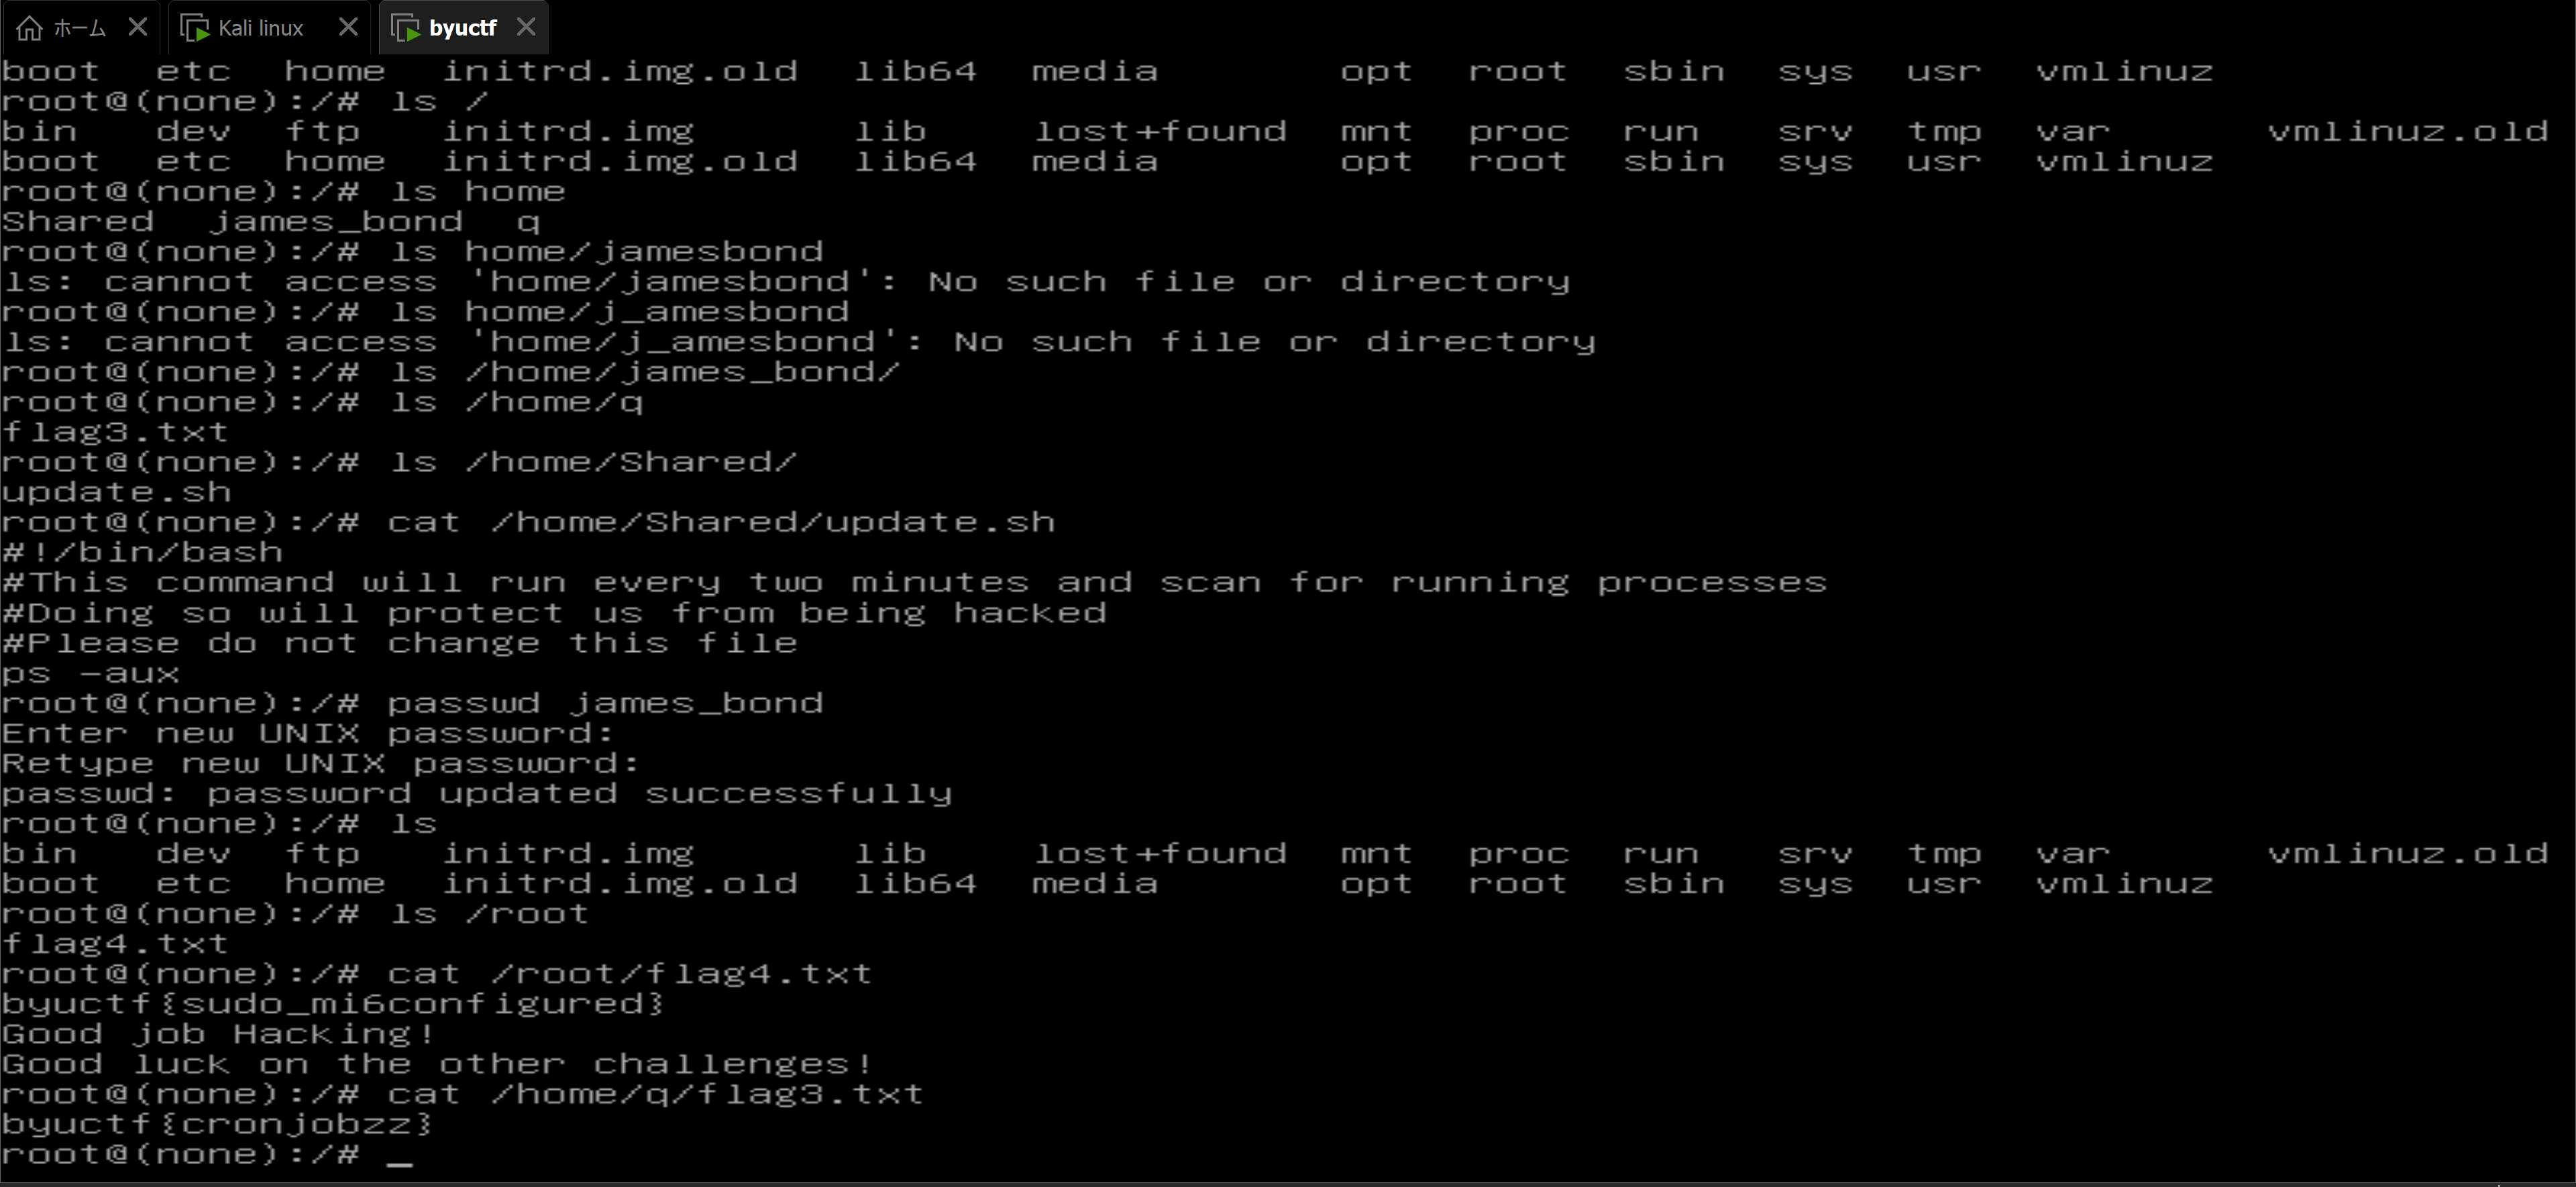 ホーム Kali linux byuctf
boot etc home initrd.img.old lib64 media opt root sbin sys usr vmlinuz
root@(none):/# ls /
bin dev ftp initrd.img lib lost+found mnt proc run srv tmp var vmlinuz.old
boot etc home initrd.img.old lib64 media opt root sbin sys usr vmlinuz
root@(none):/# ls home
Shared james_bond q
root@(none):/# ls home/jamesbond
ls: cannot access 'home/jamesbond': No such file or directory
root@(none):/# ls home/j_amesbond
ls: cannot access 'home/j_amesbond': No such file or directory
root@(none):/# ls /home/james_bond/
root@(none):/# ls /home/q
flag3.txt
root@(none):/# ls /home/Shared/
update.sh
root@(none):/# cat /home/Shared/update.sh
#!/bin/bash
#This command will run every two minutes and scan for running processes
#Doing so will protect us from being hacked
#Please do not change this file
ps -aux
root@(none):/# passwd james_bond
Enter new UNIX password:
Retype new UNIX password:
passwd: password updated successfully
root@(none):/# ls
bin dev ftp initrd.img lib lost+found mnt proc run srv tmp var vmlinuz.old
boot etc home initrd.img.old lib64 media opt root sbin sys usr vmlinuz
root@(none):/# ls /root
flag4.txt
root@(none):/# cat /root/flag4.txt
byuctf{sudo_mi6configured}
Good job Hacking!
Good luck on the other challenges!
root@(none):/# cat /home/q/flag3.txt
byuctf{cronjobzz}
root@(none):/# _